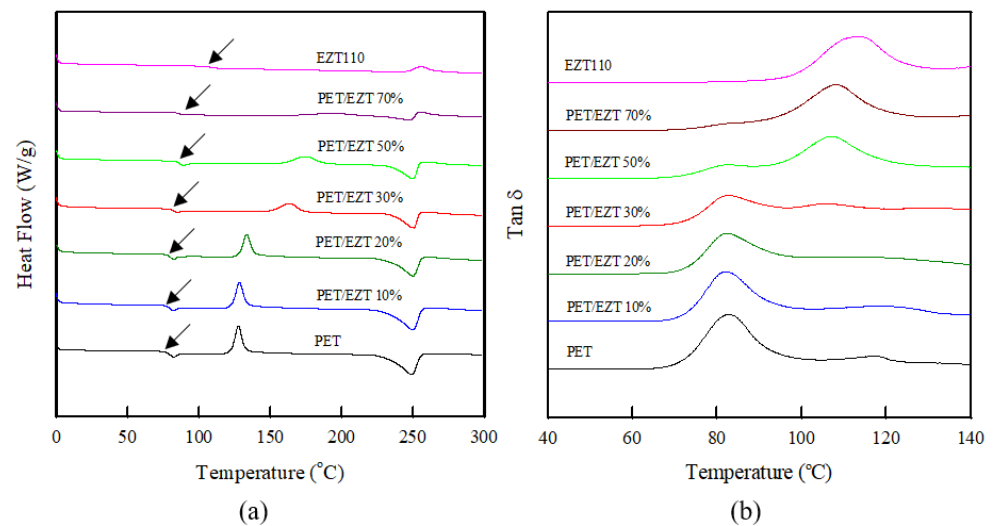 EZT110
PET/EZT 70%
PET/EZT 50%
PET/EZT 30%
PET/EZT 20%
PET/EZT 10%
PET
Heat Flow (W/g)
0 50 100 150 200 250 300
Temperature (°C)
(a)
EZT110
PET/EZT 70%
PET/EZT 50%
PET/EZT 30%
PET/EZT 20%
PET/EZT 10%
PET
Tan δ
40 60 80 100 120 140
Temperature (°C)
(b)